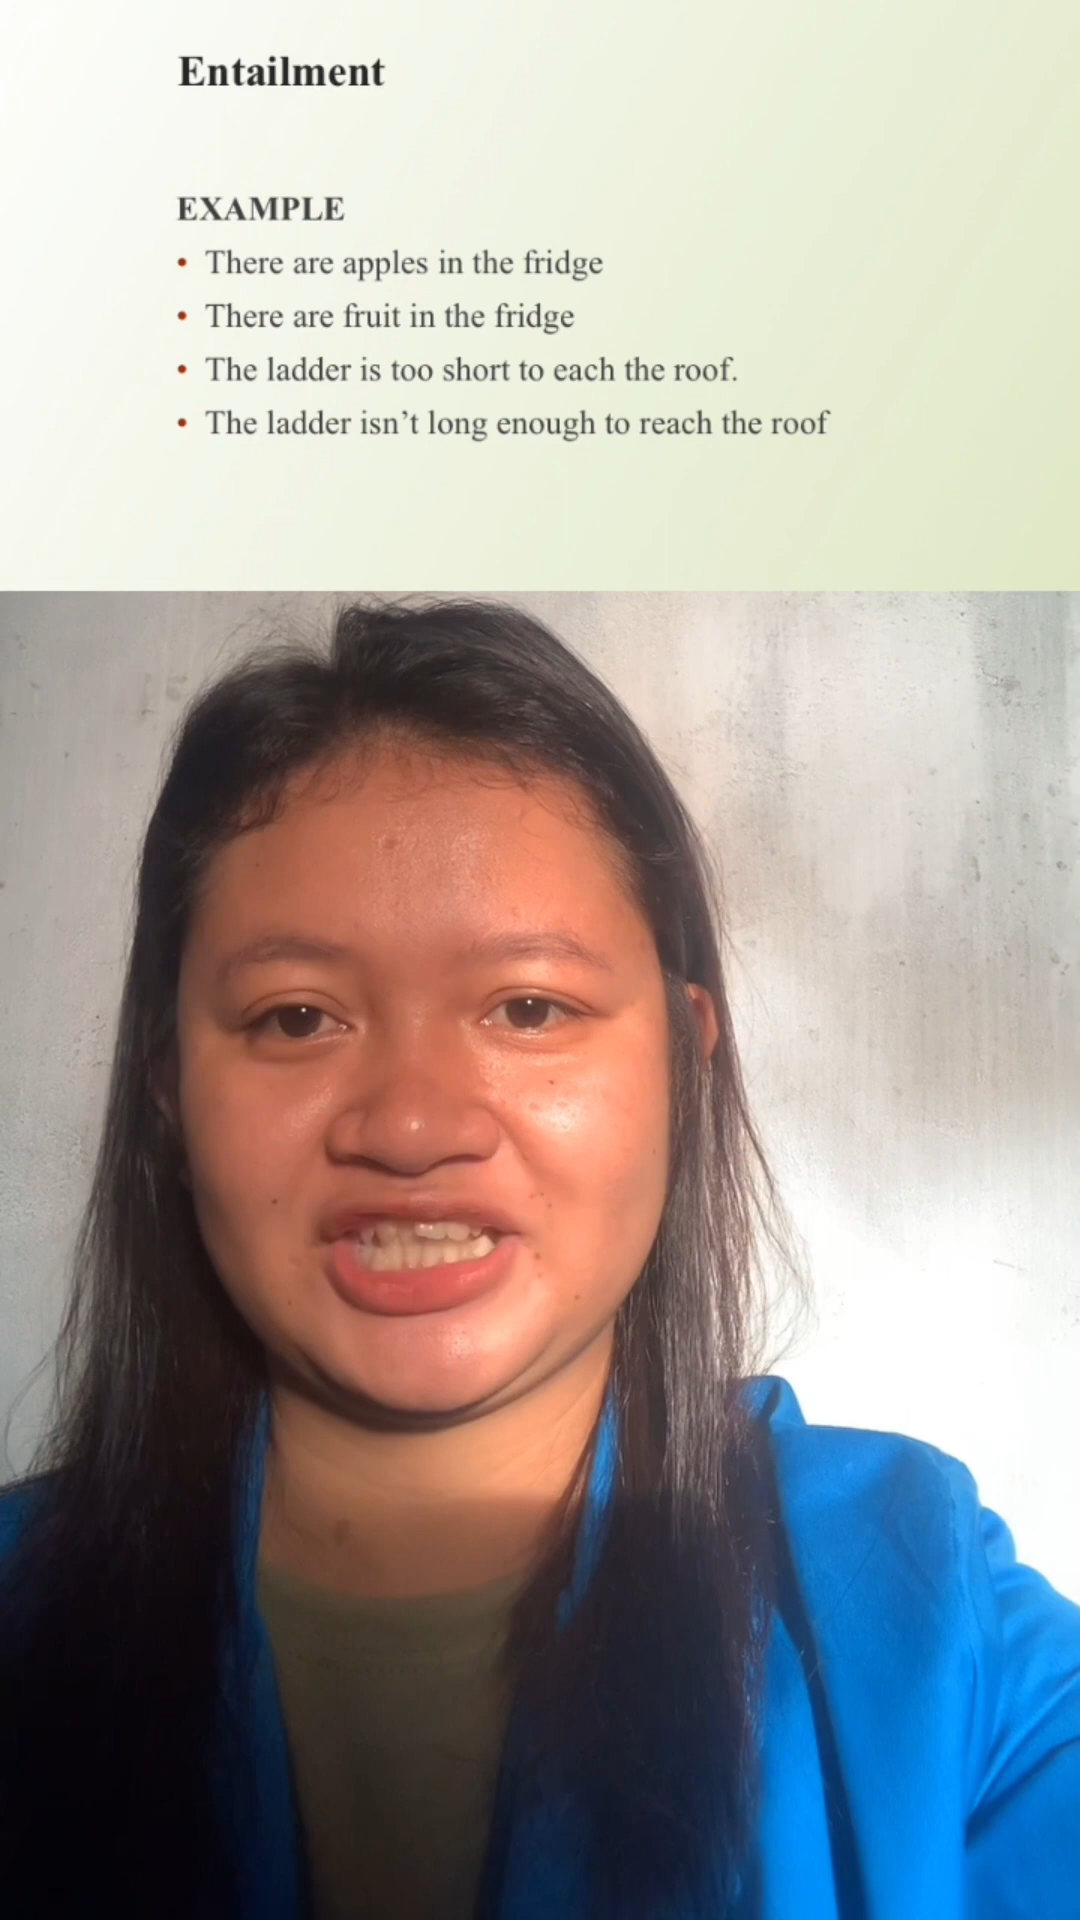 Entailment
EXAMPLE
• There are apples in the fridge
• There are fruit in the fridge
• The ladder is too short to each the roof.
• The ladder isn’t long enough to reach the roof